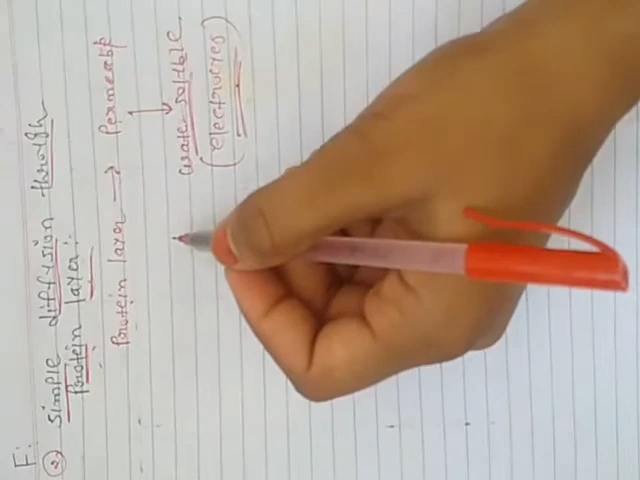 F:
② Simple diffusion through
Protein layer:
Protein layer → Permeable
↓
water soluble
(electrolytes)